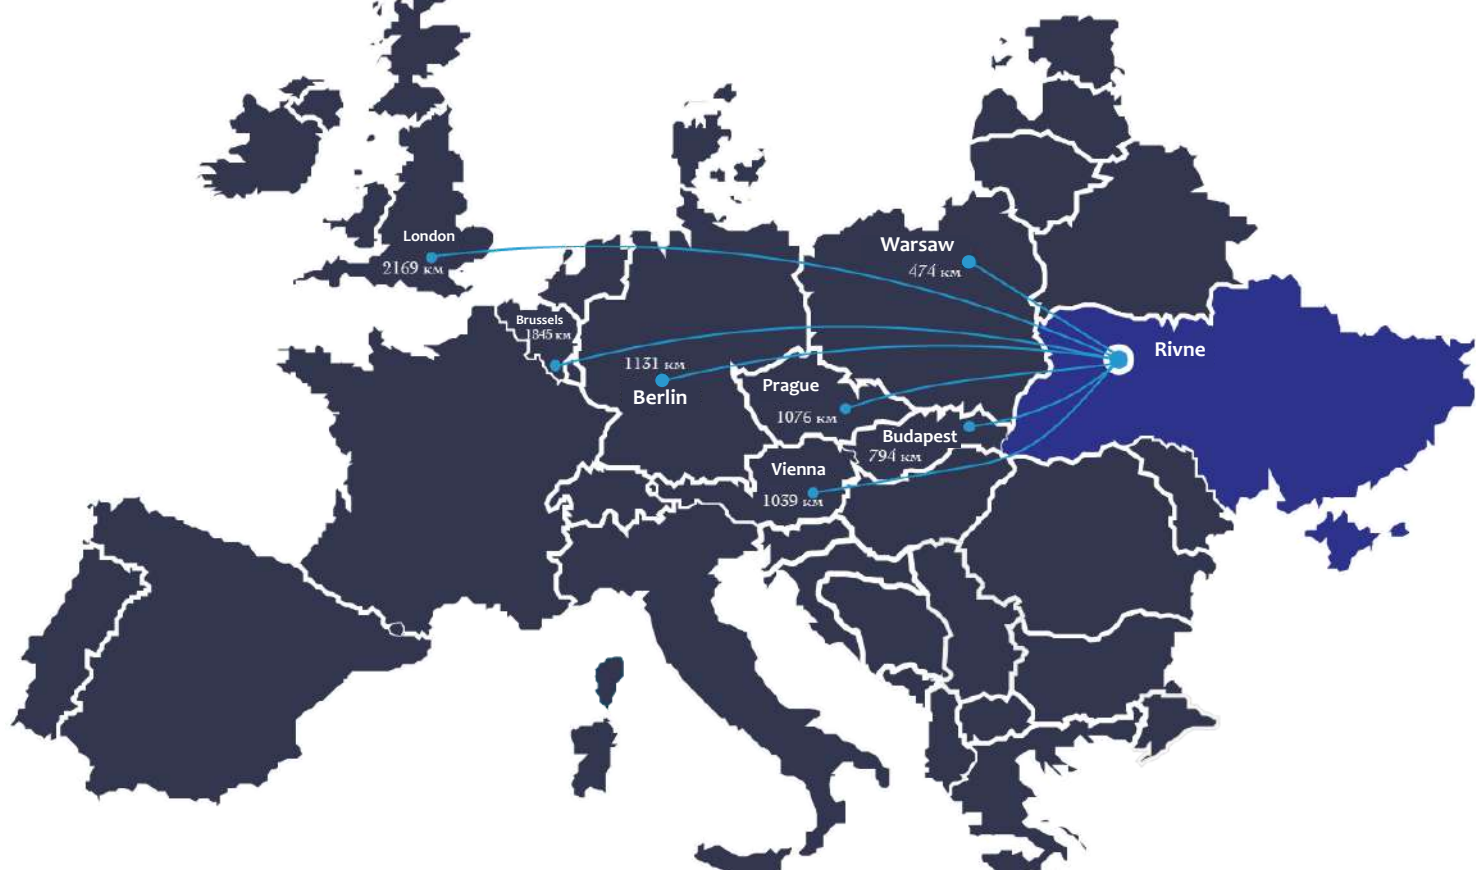 London
2169 км
Warsaw
474 км
Brussels
1845 км
Rivne
1131 км
Berlin
Prague
1076 км
Budapest
794 км
Vienna
1039 км